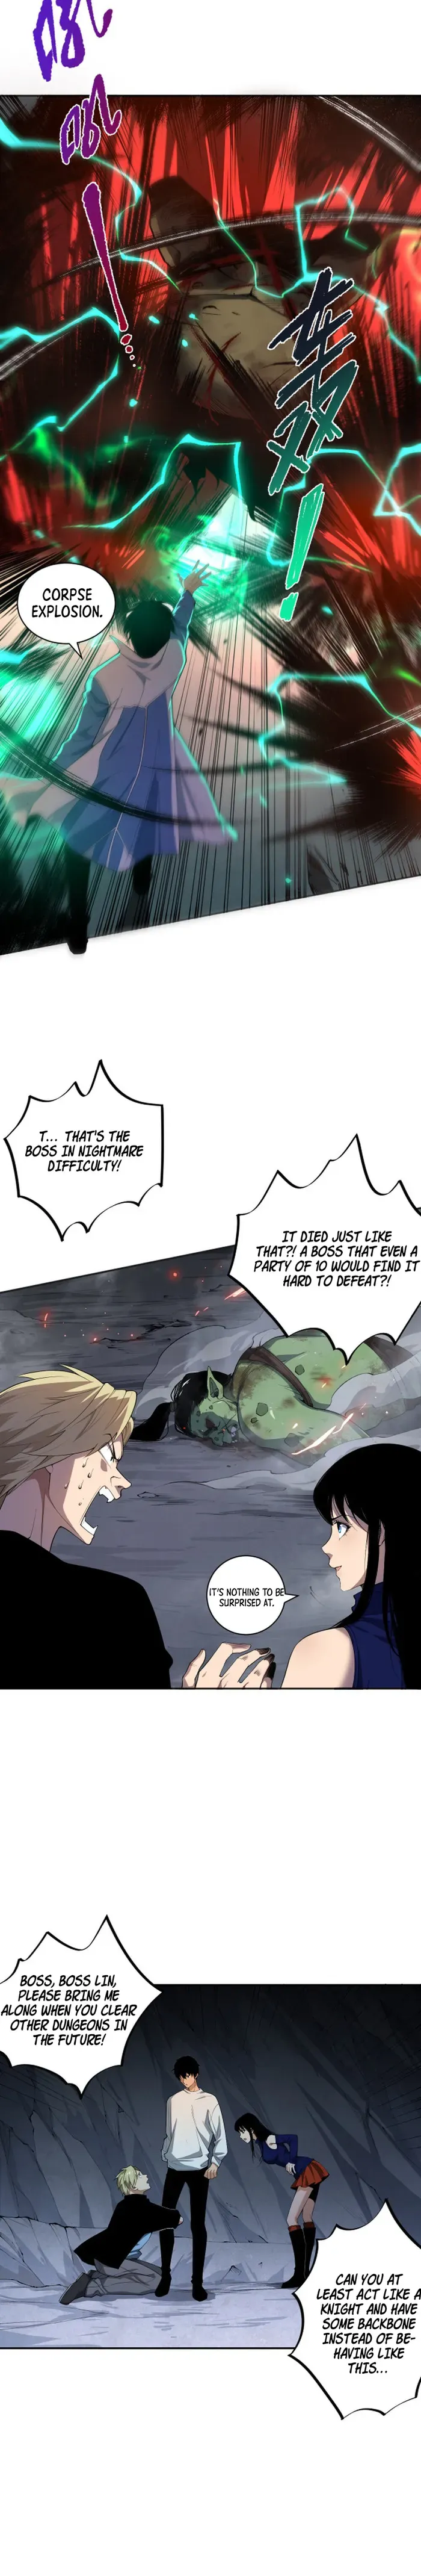 吼
吼
CORPSE
EXPLOSION.
T... THAT'S THE
BOSS IN NIGHTMARE
DIFFICULTY!
IT DIED JUST LIKE
THAT?! A BOSS THAT EVEN A
PARTY OF 10 WOULD FIND IT
HARD TO DEFEAT?!
IT'S NOTHING TO BE
SURPRISED AT.
BOSS, BOSS LIN,
PLEASE BRING ME
ALONG WHEN YOU CLEAR
OTHER DUNGEONS IN
THE FUTURE!
CAN YOU AT
LEAST ACT LIKE A
KNIGHT AND HAVE
SOME BACKBONE
INSTEAD OF BE-
HAVING LIKE
THIS...